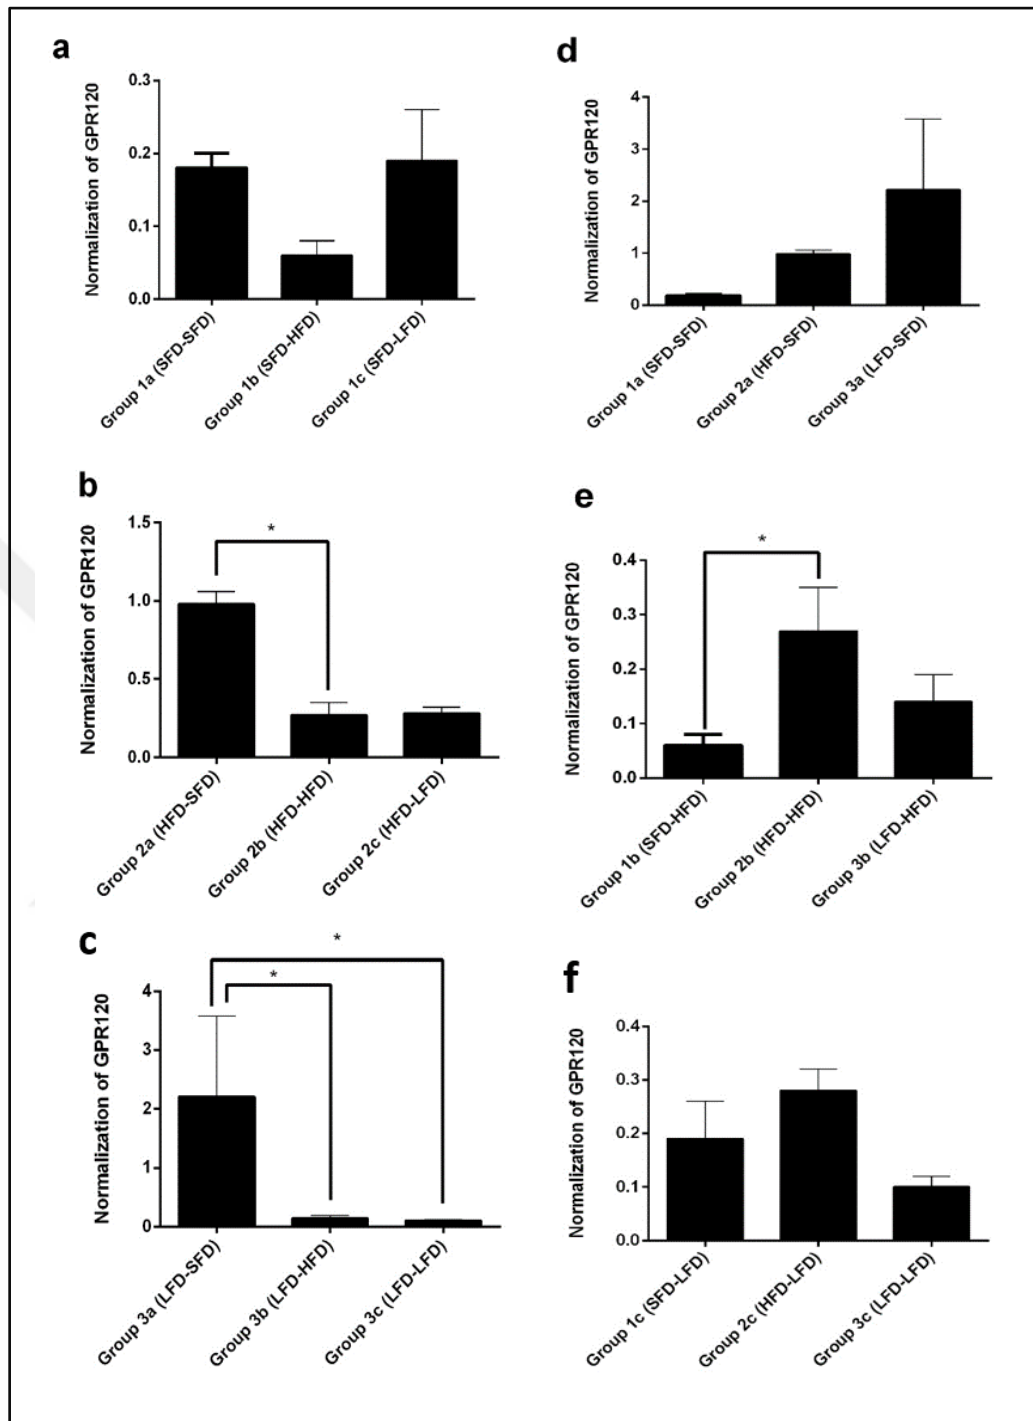 a
Normalization of GPR120
0.3
0.2
0.1
0.0
Group 1a (SFD-SFD)
Group 1b (SFD-HFD)
Group 1c (SFD-LFD)
d
Normalization of GPR120
4
3
2
1
0
Group 1a (SFD-SFD)
Group 2a (HFD-SFD)
Group 3a (LFD-SFD)
b
Normalization of GPR120
1.5
1.0
0.5
0.0
*
Group 2a (HFD-SFD)
Group 2b (HFD-HFD)
Group 2c (HFD-LFD)
e
Normalization of GPR120
0.4
0.3
0.2
0.1
0.0
*
Group 1b (SFD-HFD)
Group 2b (HFD-HFD)
Group 3b (LFD-HFD)
c
Normalization of GPR120
4
3
2
1
0
*
*
Group 3a (LFD-SFD)
Group 3b (LFD-HFD)
Group 3c (LFD-LFD)
f
Normalization of GPR120
0.4
0.3
0.2
0.1
0.0
Group 1c (SFD-LFD)
Group 2c (HFD-LFD)
Group 3c (LFD-LFD)